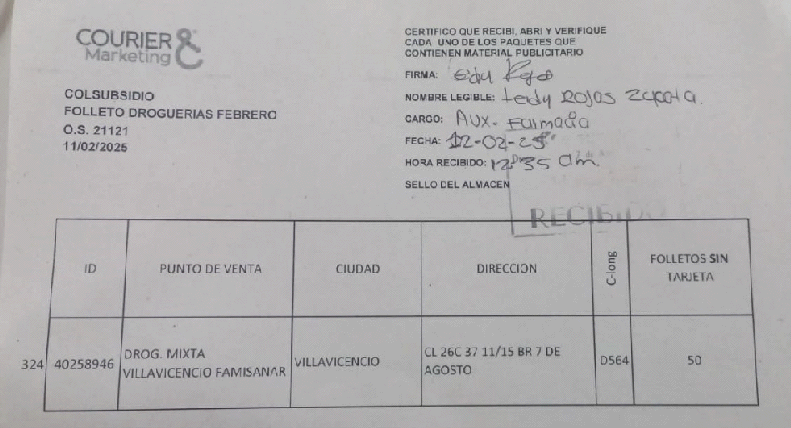 COURIER &
Marketing
COLSUBSIDIO
FOLLETO DROGUERIAS FEBRERO
O.S. 21121
11/02/2025
CERTIFICO QUE RECIBI, ABRI Y VERIFIQUE
CADA UNO DE LOS PAQUETES QUE
CONTIENEN MATERIAL PUBLICITARIO
FIRMA:
NOMBRE LEGIBLE: Leidy Rojas Zapata.
CARGO: AUX-
FECHA: 12-02-25
HORA RECIBIDO: 12:35 am.
SELLO DEL ALMACEN
RECIBIDO
ID PUNTO DE VENTA CIUDAD DIRECCION C-long FOLLETOS SIN TARJETA
324 40258946 DROG. MIXTA VILLAVICENCIO FAMISANAR VILLAVICENCIO CL 26C 37 11/15 BR 7 DE AGOSTO D564 50